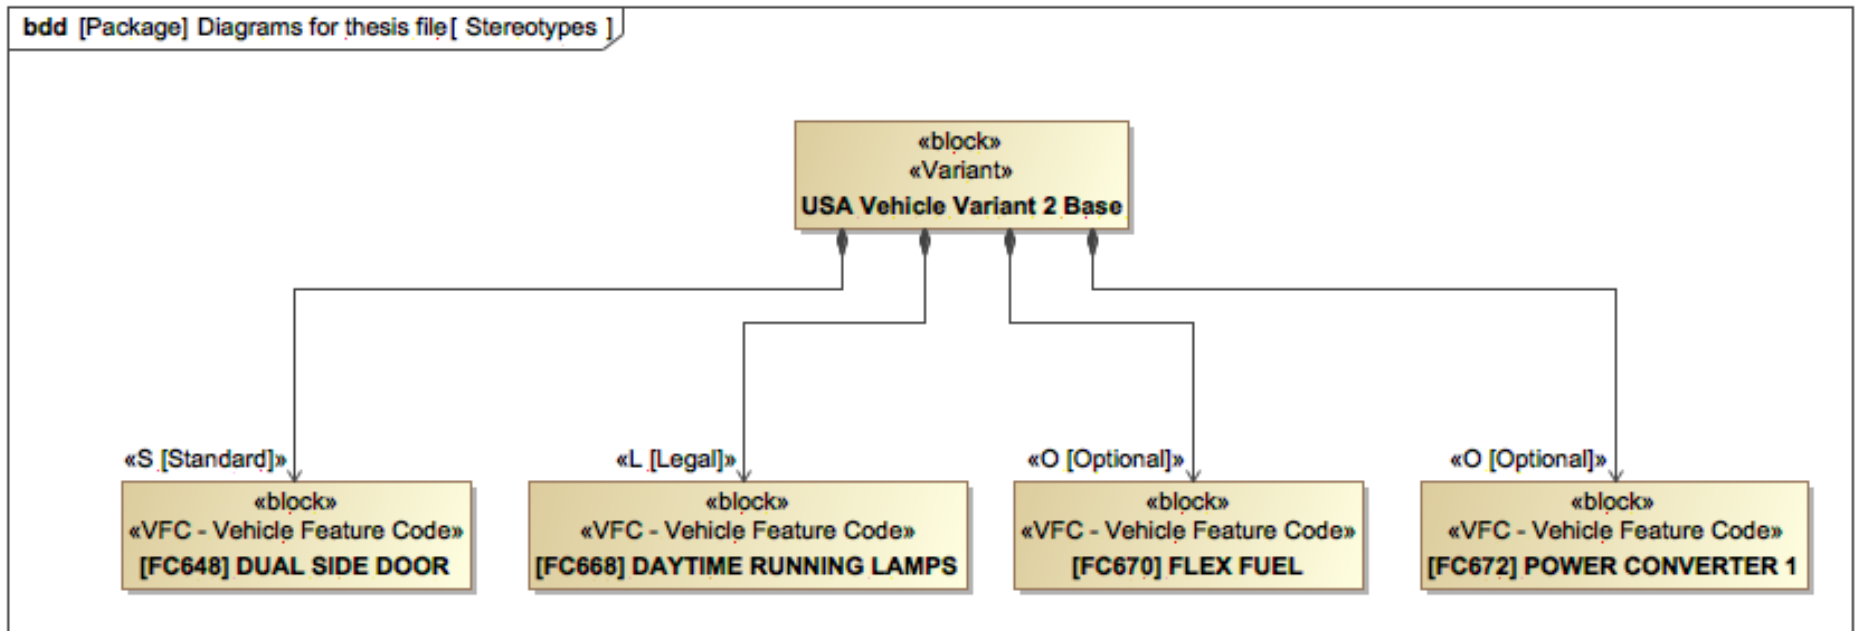 bdd [Package] Diagrams for thesis file[ Stereotypes ]
«block»
«Variant»
USA Vehicle Variant 2 Base
«S [Standard]»
«L [Legal]»
«O [Optional]»
«O [Optional]»
«block»
«VFC - Vehicle Feature Code»
[FC648] DUAL SIDE DOOR
«block»
«VFC - Vehicle Feature Code»
[FC668] DAYTIME RUNNING LAMPS
«block»
«VFC - Vehicle Feature Code»
[FC670] FLEX FUEL
«block»
«VFC - Vehicle Feature Code»
[FC672] POWER CONVERTER 1